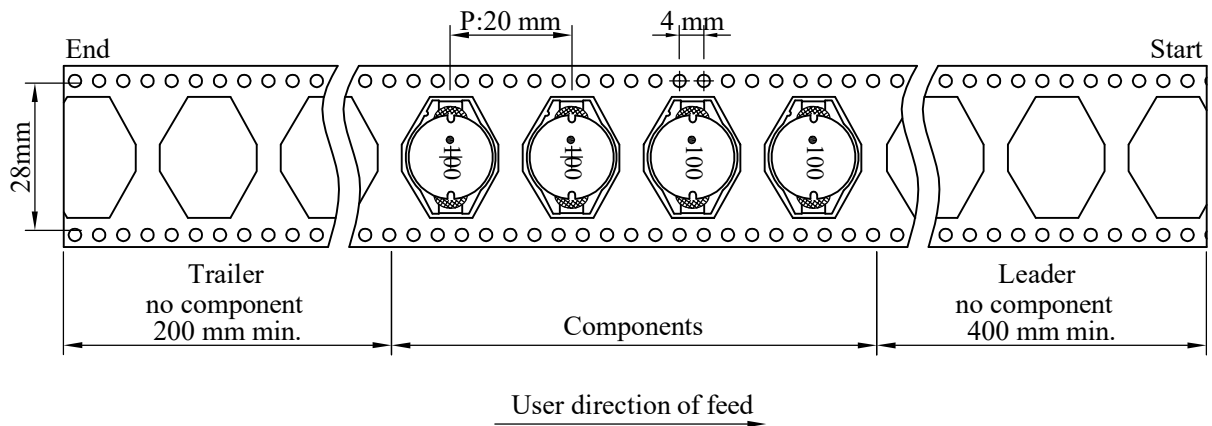 P:20 mm
4 mm
End
Start
28mm
100
100
100
100
Trailer
no component
200 mm min.
Components
Leader
no component
400 mm min.
User direction of feed